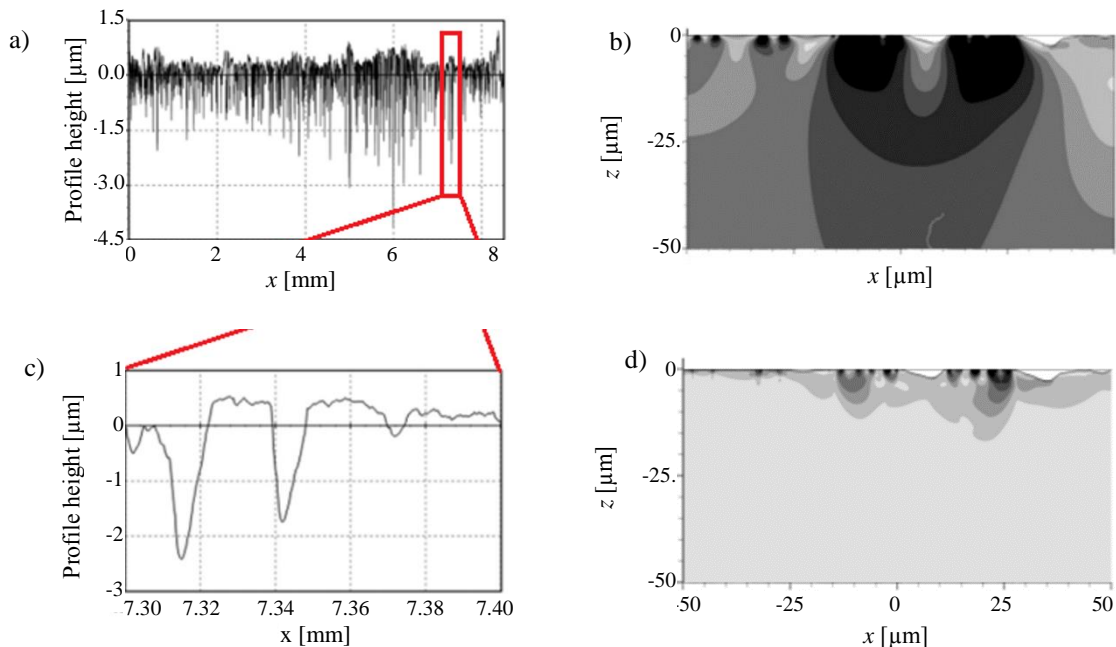 a)
Profile height [µm]
1.5
0.0
-1.5
-3.0
-4.5
0 2 4 6 8
x [mm]
b)
z [µm]
0
-25.
-50
x [µm]
c)
Profile height [µm]
1
0
-1
-2
-3
7.30 7.32 7.34 7.36 7.38 7.40
x [mm]
d)
z [µm]
0
-25.
-50
-50 -25 0 25 50
x [µm]